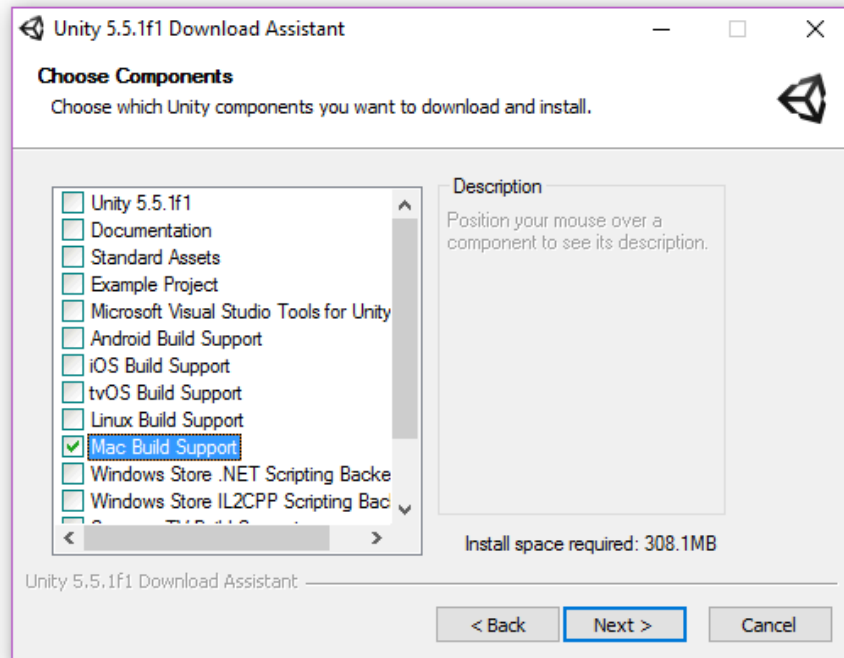 Unity 5.5.1f1 Download Assistant
Choose Components
Choose which Unity components you want to download and install.
Unity 5.5.1f1
Documentation
Standard Assets
Example Project
Microsoft Visual Studio Tools for Unity
Android Build Support
iOS Build Support
tvOS Build Support
Linux Build Support
Mac Build Support
Windows Store .NET Scripting Backe
Windows Store IL2CPP Scripting Bac
Description
Position your mouse over a
component to see its description.
Install space required: 308.1MB
Unity 5.5.1f1 Download Assistant
< Back
Next >
Cancel